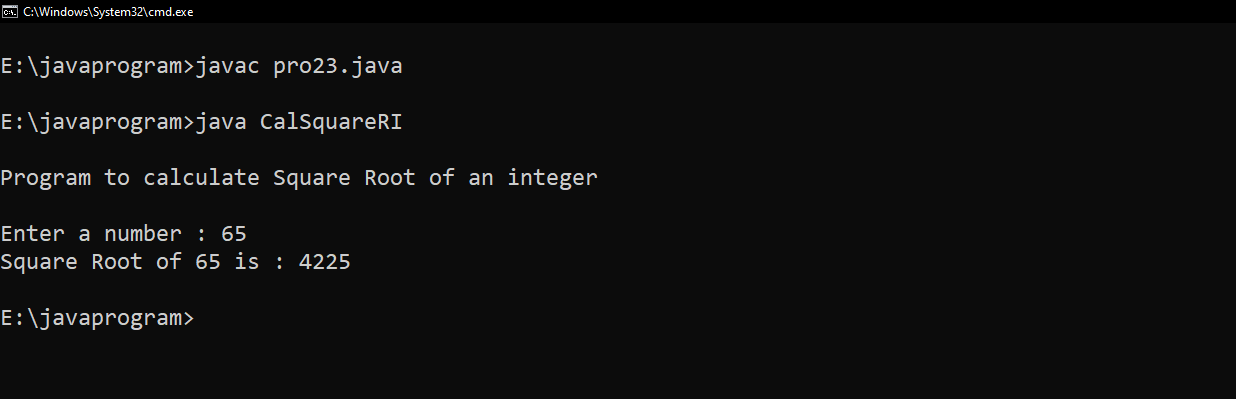 C:\Windows\System32\cmd.exe
E:\javaprogram>javac pro23.java
E:\javaprogram>java CalSquareRI
Program to calculate Square Root of an integer
Enter a number : 65
Square Root of 65 is : 4225
E:\javaprogram>